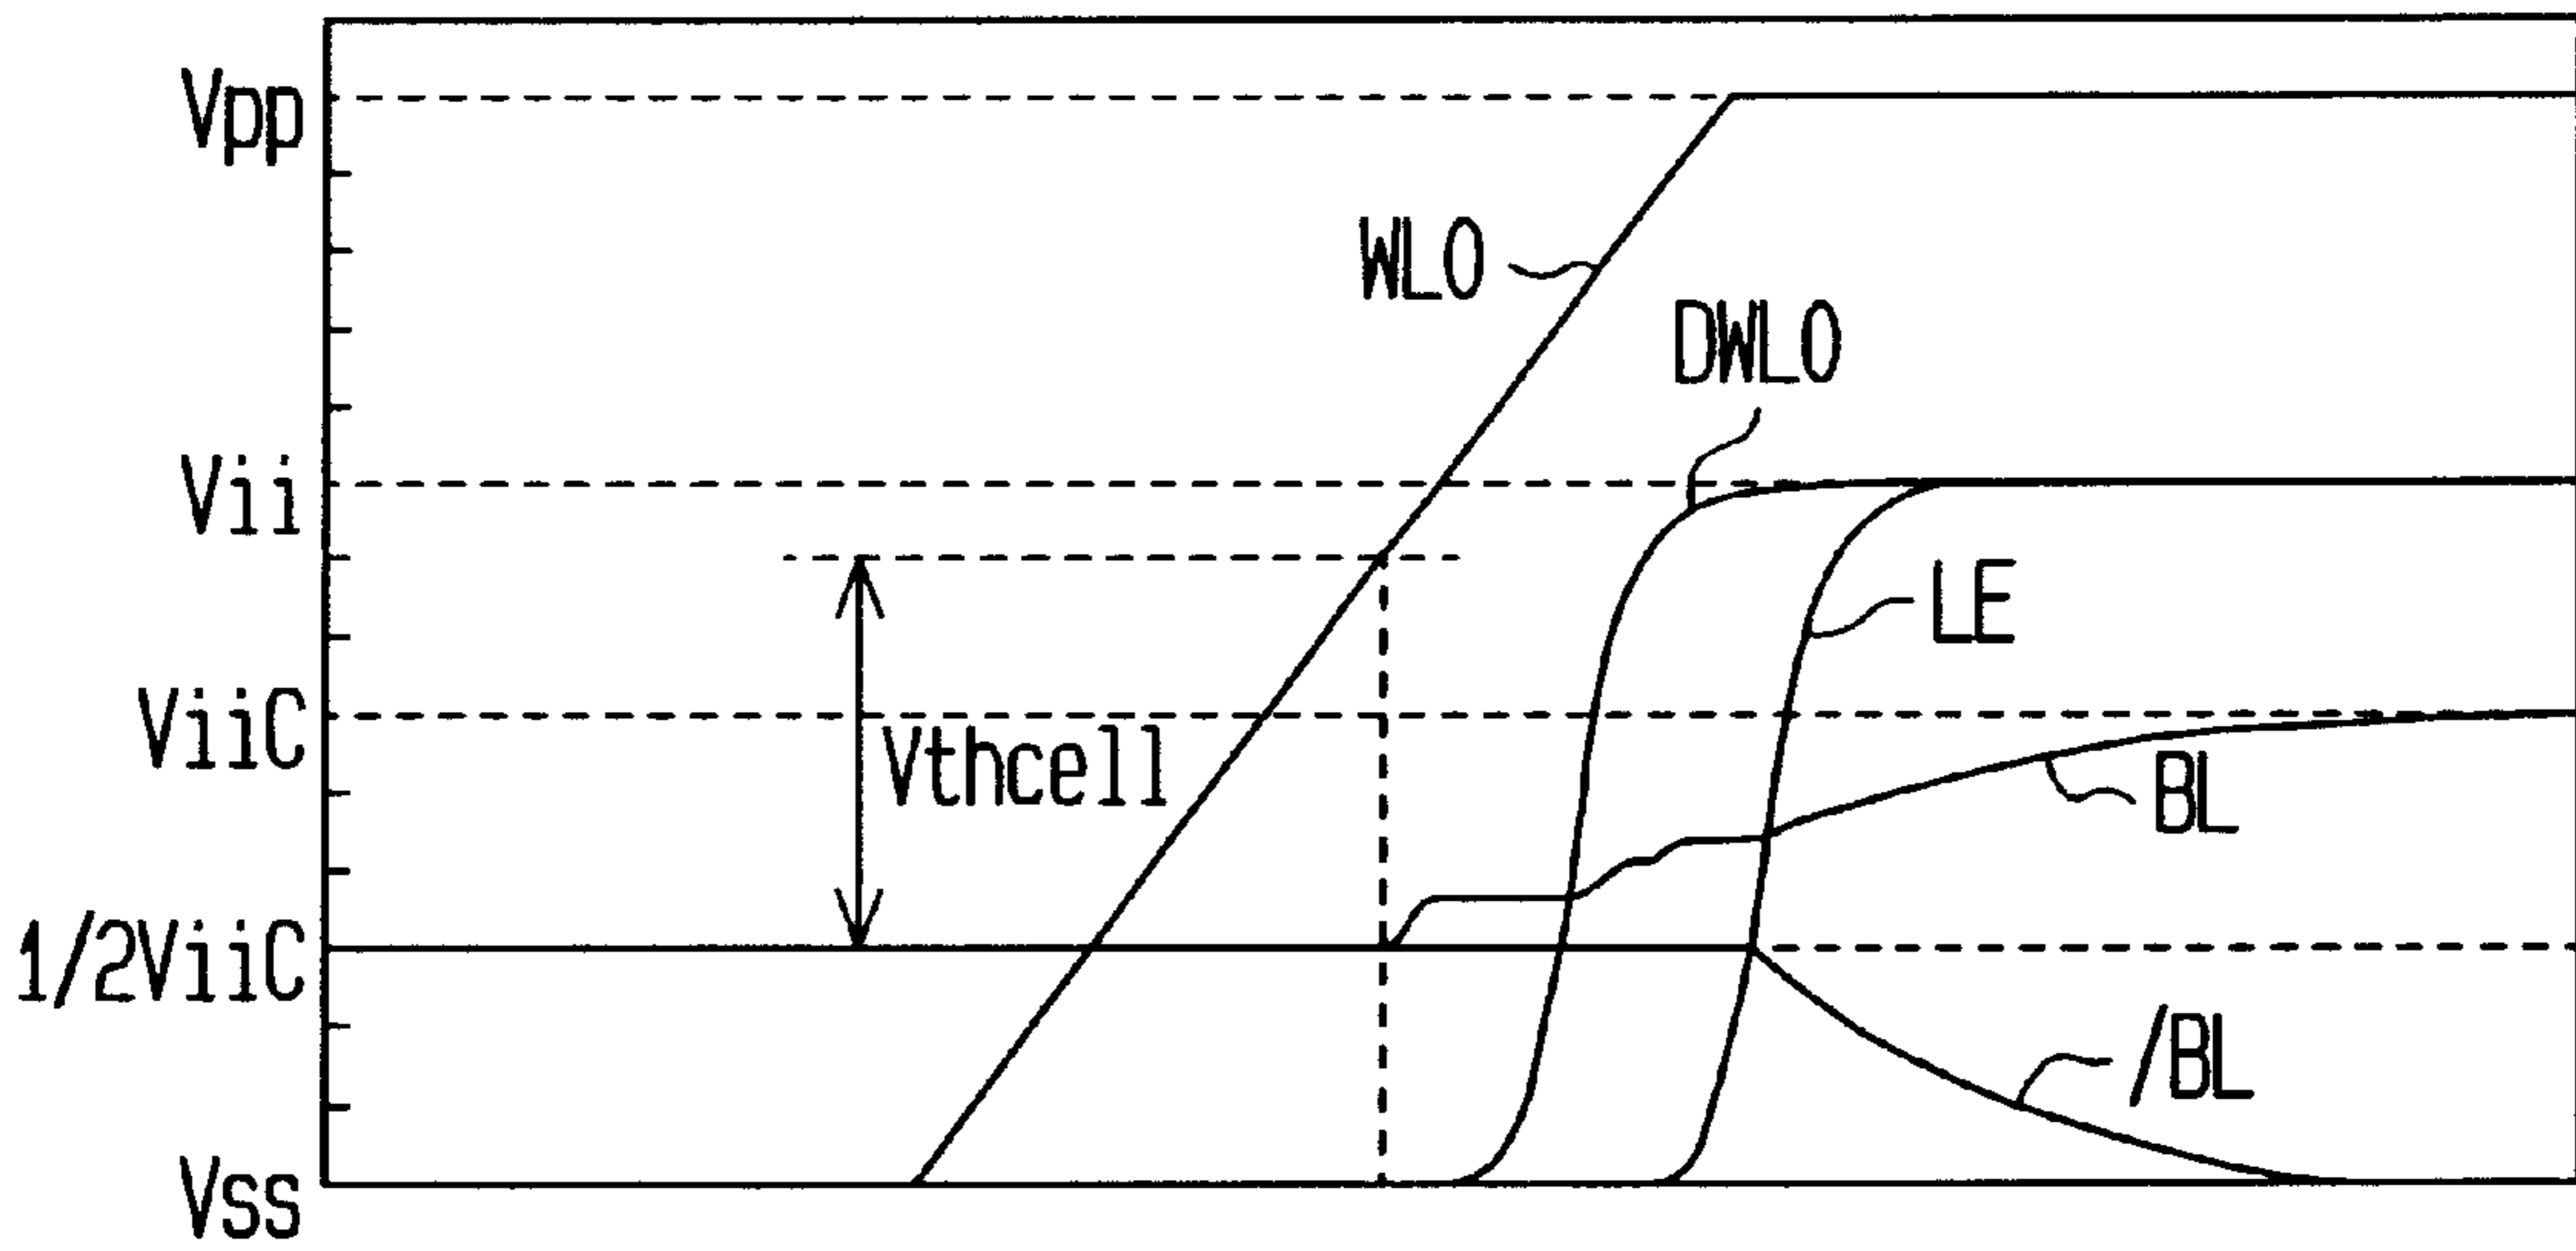 Vpp
WL0
DWL0
Vii
LE
ViiC
Vthcell
BL
1/2ViiC
/BL
Vss